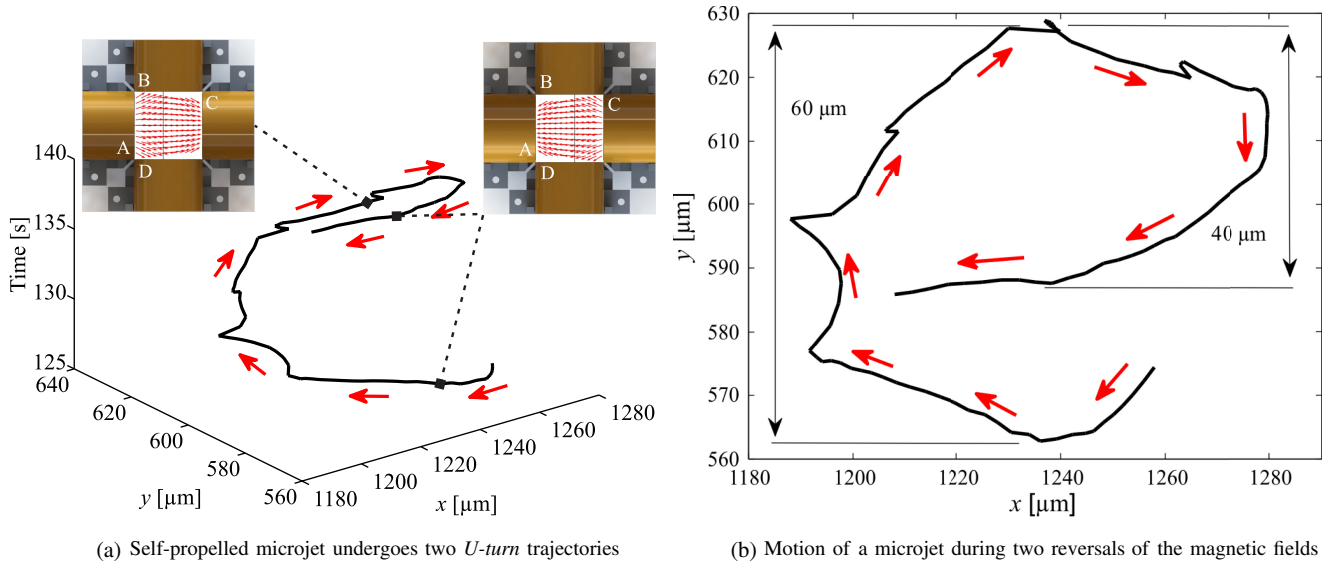 B
C
A
D
B
C
A
D
140
135
130
125
Time [s]
640
620
600
580
560
y [μm]
1180
1200
1220
1240
1260
1280
x [μm]
(a) Self-propelled microjet undergoes two U-turn trajectories
630
620
610
600
590
580
570
560
y [μm]
60 μm
40 μm
1180
1200
1220
1240
1260
1280
x [μm]
(b) Motion of a microjet during two reversals of the magnetic fields